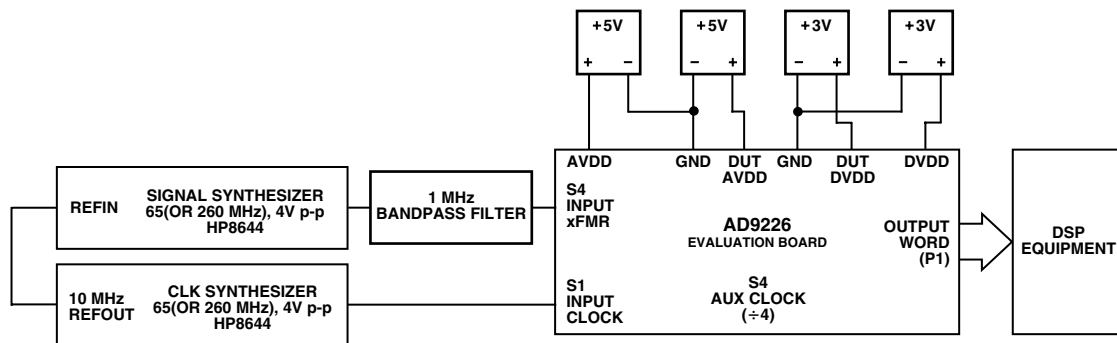 +5V
+ −
+5V
− +
+3V
− +
+3V
− +
AVDD
GND
DUT
AVDD
GND
DUT
DVDD
DVDD
REFIN
SIGNAL SYNTHESIZER
65(OR 260 MHz), 4V p-p
HP8644
1 MHz
BANDPASS FILTER
S4
INPUT
xFMR
AD9226
EVALUATION BOARD
OUTPUT
WORD
(P1)
DSP
EQUIPMENT
10 MHz
REFOUT
CLK SYNTHESIZER
65(OR 260 MHz), 4V p-p
HP8644
S1
INPUT
CLOCK
S4
AUX CLOCK
(÷4)